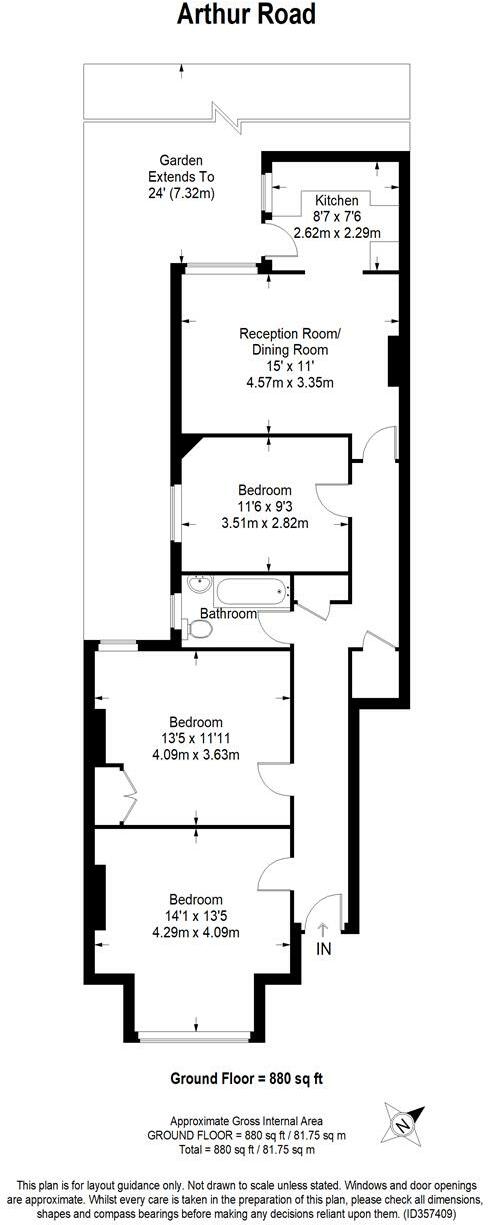 Arthur Road
Garden
Extends To
24' (7.32m)
Kitchen
8'7 x 7'6
2.62m x 2.29m
Reception Room/
Dining Room
15' x 11'
4.57m x 3.35m
Bedroom
11'6 x 9'3
3.51m x 2.82m
Bathroom
Bedroom
13'5 x 11'11
4.09m x 3.63m
Bedroom
14'1 x 13'5
4.29m x 4.09m
IN
Ground Floor = 880 sq ft
Approximate Gross Internal Area
GROUND FLOOR = 880 sq ft / 81.75 sq m
Total = 880 sq ft / 81.75 sq m
N
This plan is for layout guidance only. Not drawn to scale unless stated. Windows and door openings
are approximate. Whilst every care is taken in the preparation of this plan, please check all dimensions,
shapes and compass bearings before making any decisions reliant upon them. (ID357409)